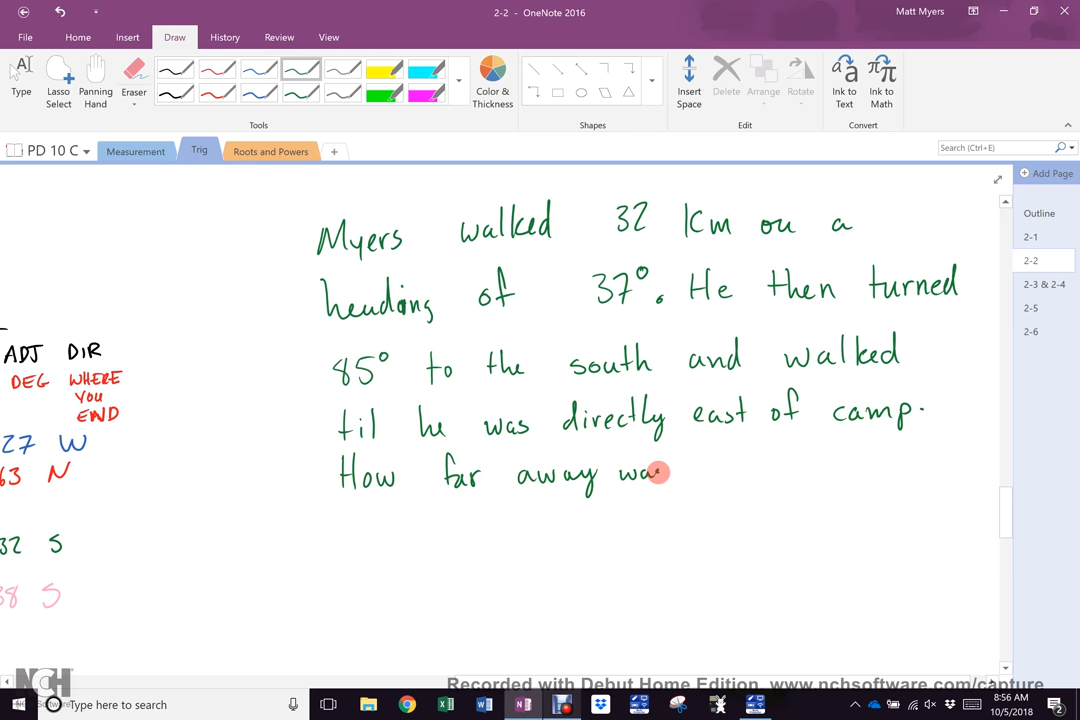 2-2 - OneNote 2016
Matt Myers
File Home Insert Draw History Review View
Type
Lasso Select
Panning Hand
Eraser
Color & Thickness
Insert Space
Delete
Arrange
Rotate
Ink to Text
Ink to Math
Tools
Shapes
Edit
Convert
PD 10 C
Measurement
Trig
Roots and Powers
Search (Ctrl+E)
Add Page
Outline
2-1
2-2
2-3 & 2-4
2-5
2-6
Myers walked 32 Km on a
heading of 37°. He then turned
85° to the south and walked
til he was directly east of camp.
How far away was
ADJ DIR
DEG WHERE
YOU
END
27 W
63 N
32 S
38 S
NCH
Software
Recorded with Debut Home Edition. www.nchsoftware.com/capture
Type here to search
8:56 AM
10/5/2018
2